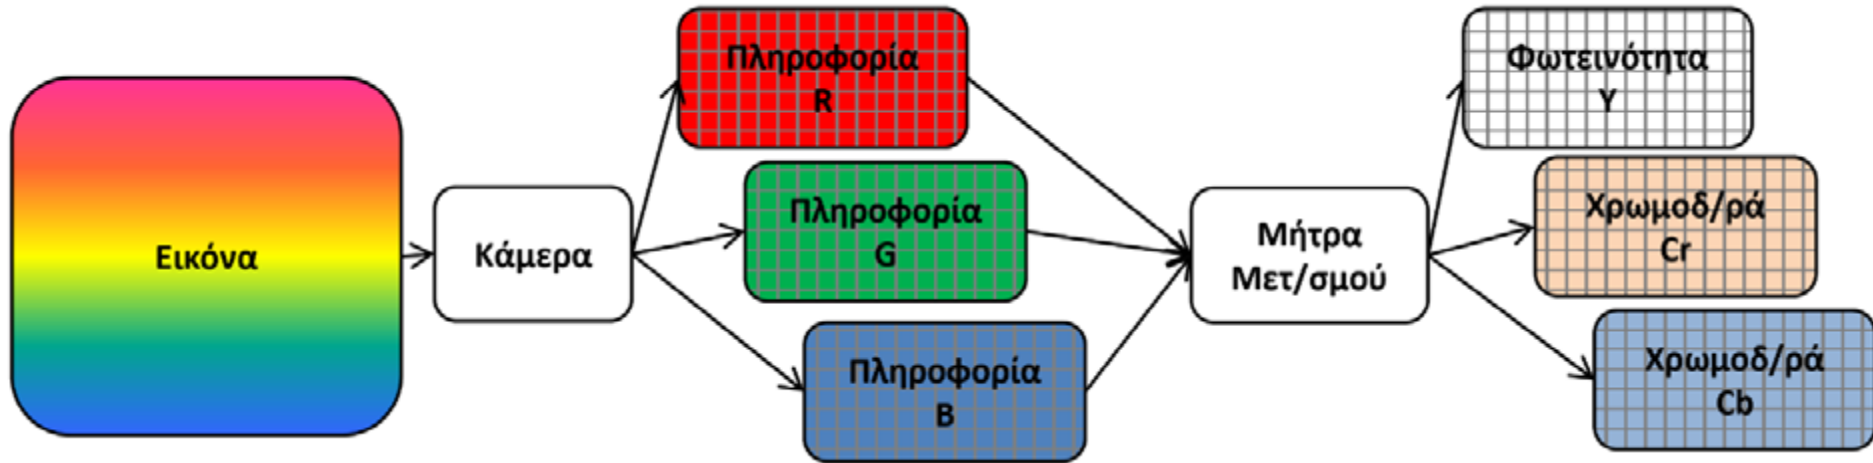 Εικόνα
Κάμερα
Πληροφορία
R
Πληροφορία
G
Πληροφορία
B
Μήτρα
Μετ/σμού
Φωτεινότητα
Y
Χρωμοδ/ρά
Cr
Χρωμοδ/ρά
Cb